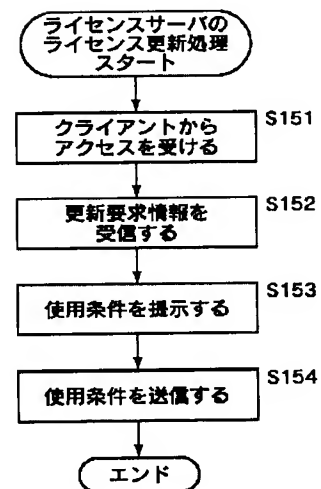 ライセンスサーバの
ライセンス更新処理
スタート
クライアントから
アクセスを受ける
S151
更新要求情報を
受信する
S152
使用条件を提示する
S153
使用条件を送信する
S154
エンド